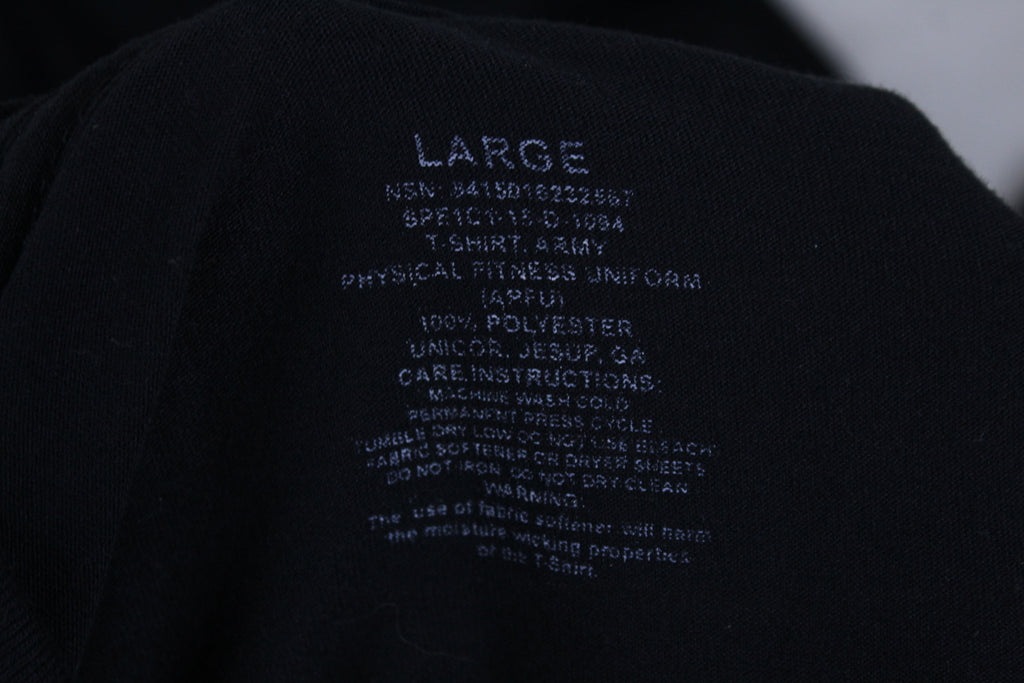 LARGE
NSN: 8415016232567
SPE1C1-15-D-1094
T-SHIRT, ARMY
PHYSICAL FITNESS UNIFORM
(APFU)
100% POLYESTER
UNICOR, JESUP, GA
CARE INSTRUCTIONS:
MACHINE WASH COLD
PERMANENT PRESS CYCLE
TUMBLE DRY LOW DO NOT USE BLEACH
FABRIC SOFTENER OR DRYER SHEETS
DO NOT IRON, DO NOT DRY CLEAN
WARNING:
The use of fabric softener will harm
the moisture wicking properties
of the T-Shirt.